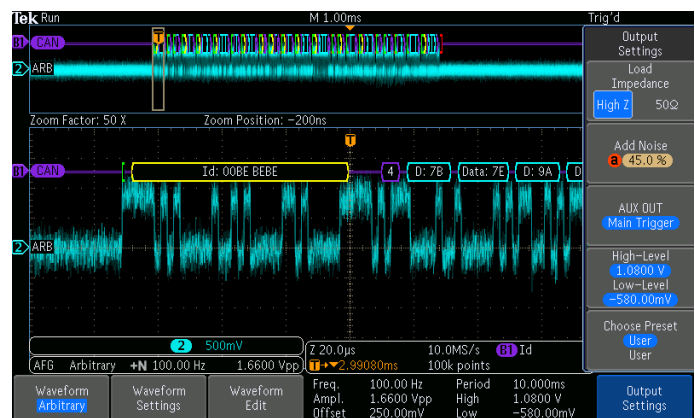 Tek Run M 1.00ms Trig'd
B1 CAN
T
2 ARB
Zoom Factor: 50 X Zoom Position: -200ns
T
B1 CAN Id: 00BE BEBE 4 D: 7B Data: 7E D: 9A D
2 ARB
2 500mV
Z 20.0µs 10.0MS/s B1 Id
T→▼2.99080ms 100k points
AFG Arbitrary +N 100.00 Hz 1.6600 Vpp
Output
Settings
Load
Impedance
High Z 50Ω
Add Noise
a 45.0 %
AUX OUT
Main Trigger
High-Level
1.0800 V
Low-Level
-580.00mV
Choose Preset
User
User
Waveform
Arbitrary
Waveform
Settings
Waveform
Edit
Freq. 100.00 Hz Period 10.000ms
Ampl. 1.6600 Vpp High 1.0800 V
Offset 250.00mV Low -580.00mV
Output
Settings